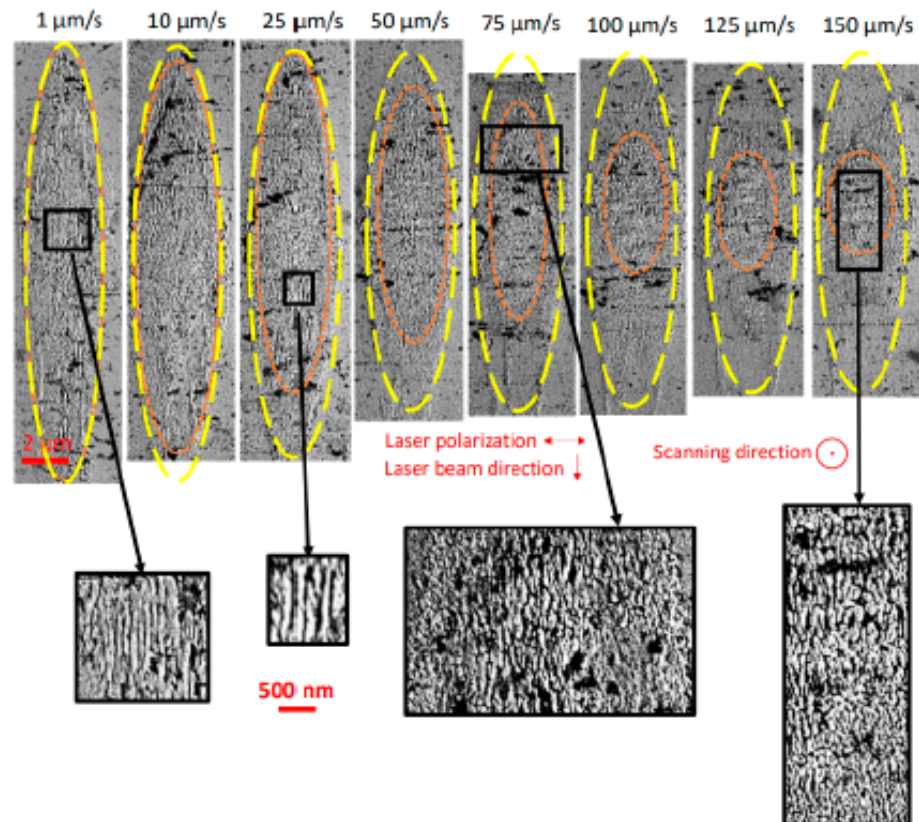 1 µm/s 10 µm/s 25 µm/s 50 µm/s 75 µm/s 100 µm/s 125 µm/s 150 µm/s
2 µm
Laser polarization
Laser beam direction
Scanning direction
500 nm